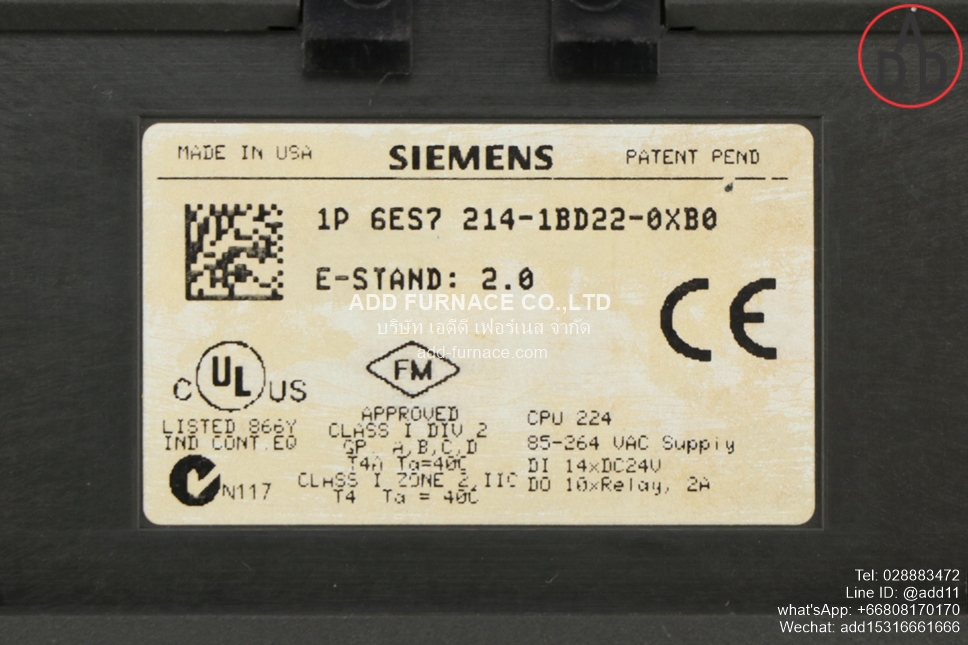 ADD
MADE IN USA SIEMENS PATENT PEND
1P 6ES7 214-1BD22-0XB0
E-STAND: 2.0
ADD FURNACE CO.,LTD
บริษัท เอดีดี เฟอร์เนส จำกัด
add-furnace.com
CE
C UL US
LISTED 866Y
IND CONT.EQ
N117
FM
APPROVED
CLASS I DIV 2
GP. A,B,C,D
T4A Ta=40C
CLASS I ZONE 2,IIC
T4 Ta = 40C
CPU 224
85-264 VAC Supply
DI 14xDC24V
DO 10xRelay, 2A
Tel: 028883472
Line ID: @add11
what'sApp: +66808170170
Wechat: add15316661666